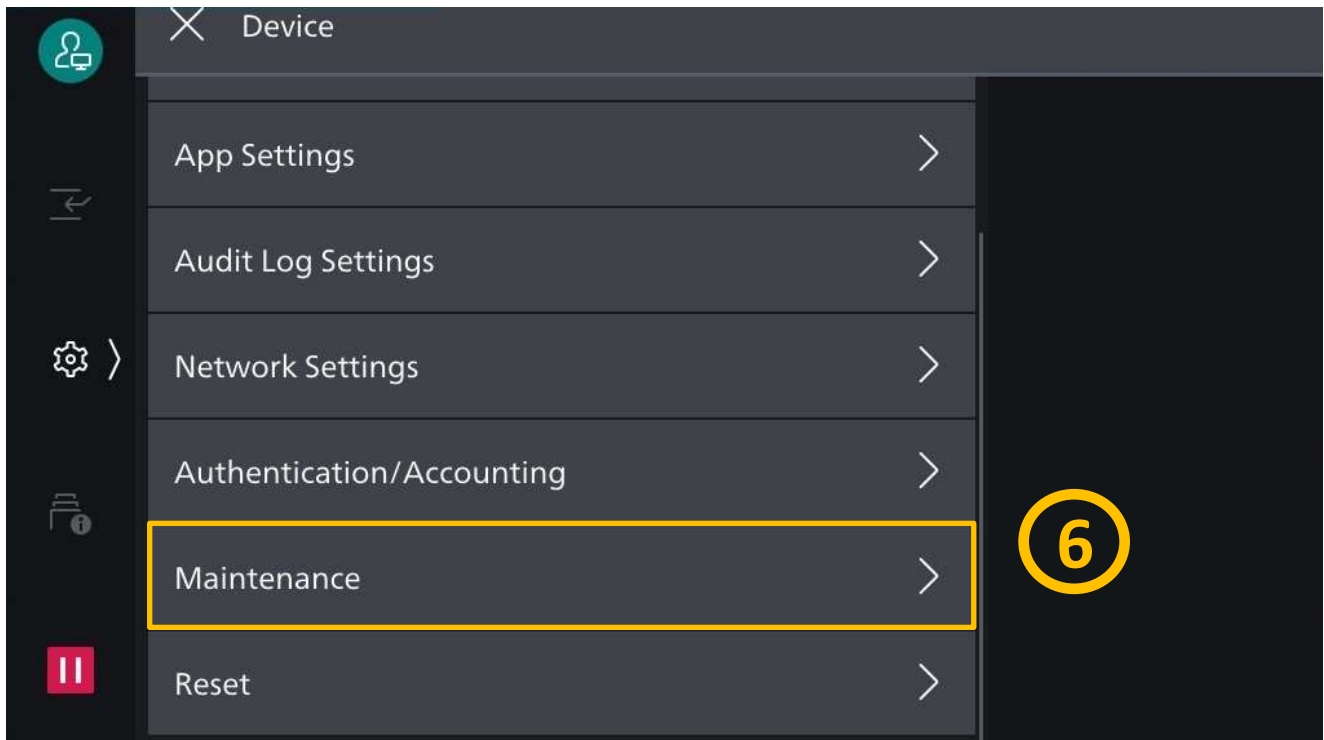 Device
App Settings
Audit Log Settings
Network Settings
Authentication/Accounting
Maintenance
6
Reset